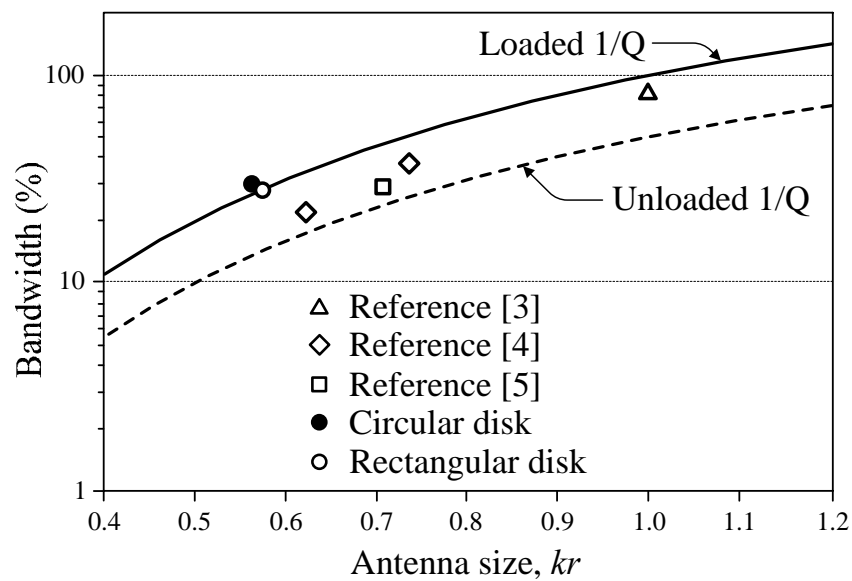 Loaded 1/Q
Unloaded 1/Q
Bandwidth (%)
100
10
1
Reference [3]
Reference [4]
Reference [5]
Circular disk
Rectangular disk
0.4 0.5 0.6 0.7 0.8 0.9 1.0 1.1 1.2
Antenna size, kr